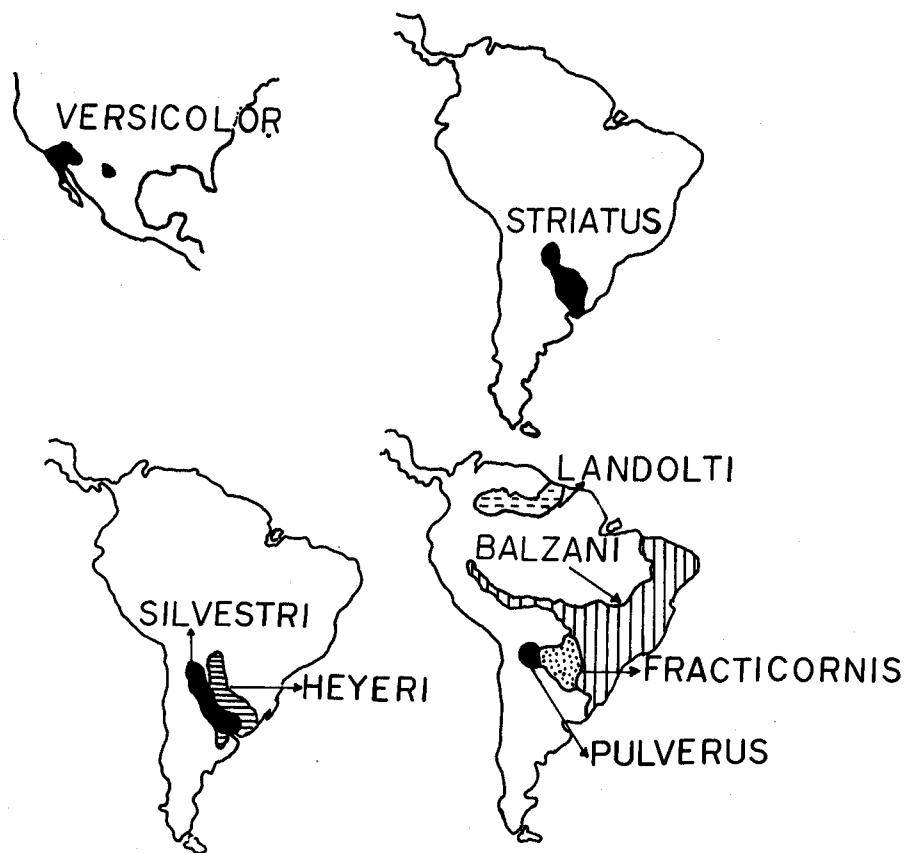 VERSICOLOR
STRIATUS
LANDOLTI
BALZANI
SILVESTRI
HEYERI
FRACTICORNIS
PULVERUS